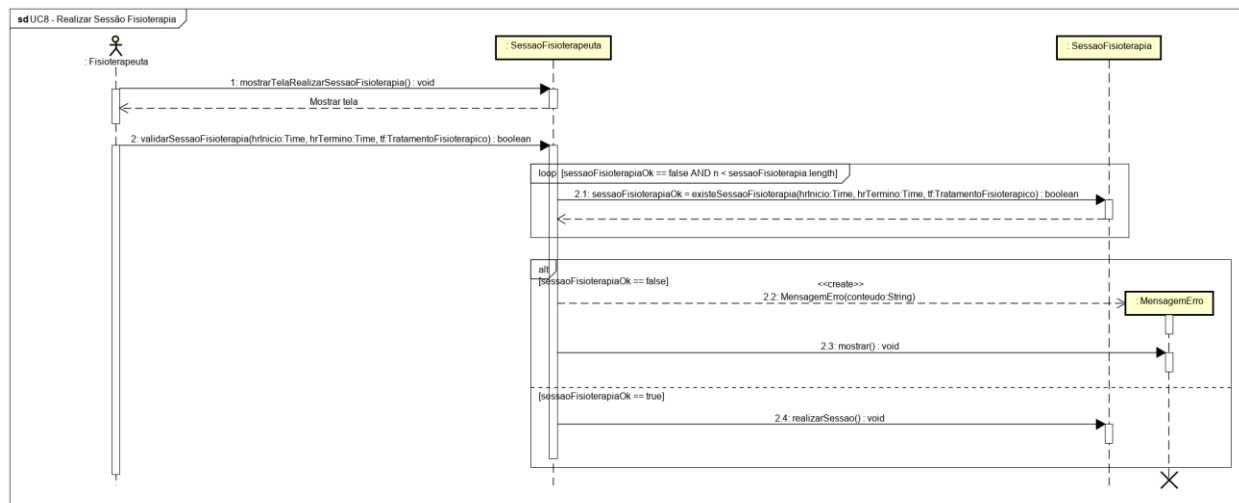 sd UC8 - Realizar Sessão Fisioterapia
: Fisioterapeuta
: SessaoFisioterapeuta
: SessaoFisioterapia
1: mostrarTelaRealizarSessaoFisioterapia() : void
Mostrar tela
2: validarSessaoFisioterapia(hrInicio:Time, hrTermino:Time, tf:TratamentoFisioterapico) : boolean
loop [sessaoFisioterapiaOk == false AND n < sessaoFisioterapia.length]
2.1: sessaoFisioterapiaOk = existeSessaoFisioterapia(hrInicio:Time, hrTermino:Time, tf:TratamentoFisioterapico) : boolean
alt
[sessaoFisioterapiaOk == false]
<<create>>
2.2: MensagemErro(conteudo:String)
: MensagemErro
2.3: mostrar() : void
[sessaoFisioterapiaOk == true]
2.4: realizarSessao() : void